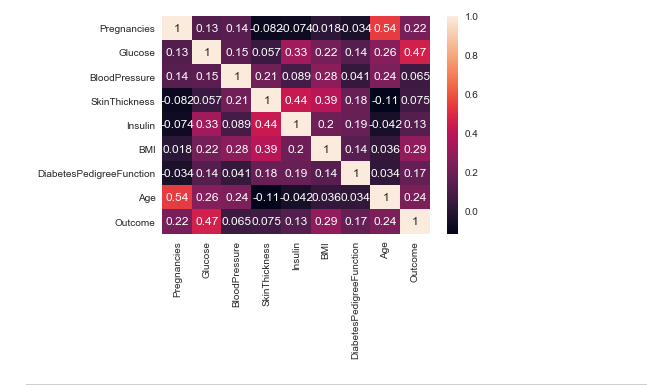 Pregnancies 1 0.13 0.14 -0.082 -0.074 0.018 -0.034 0.54 0.22
Glucose 0.13 1 0.15 0.057 0.33 0.22 0.14 0.26 0.47
BloodPressure 0.14 0.15 1 0.21 0.089 0.28 0.041 0.24 0.065
SkinThickness -0.082 0.057 0.21 1 0.44 0.39 0.18 -0.11 0.075
Insulin -0.074 0.33 0.089 0.44 1 0.2 0.19 -0.042 0.13
BMI 0.018 0.22 0.28 0.39 0.2 1 0.14 0.036 0.29
DiabetesPedigreeFunction -0.034 0.14 0.041 0.18 0.19 0.14 1 0.034 0.17
Age 0.54 0.26 0.24 -0.11 -0.042 0.036 0.034 1 0.24
Outcome 0.22 0.47 0.065 0.075 0.13 0.29 0.17 0.24 1
Pregnancies
Glucose
BloodPressure
SkinThickness
Insulin
BMI
DiabetesPedigreeFunction
Age
Outcome
1.0
0.8
0.6
0.4
0.2
0.0